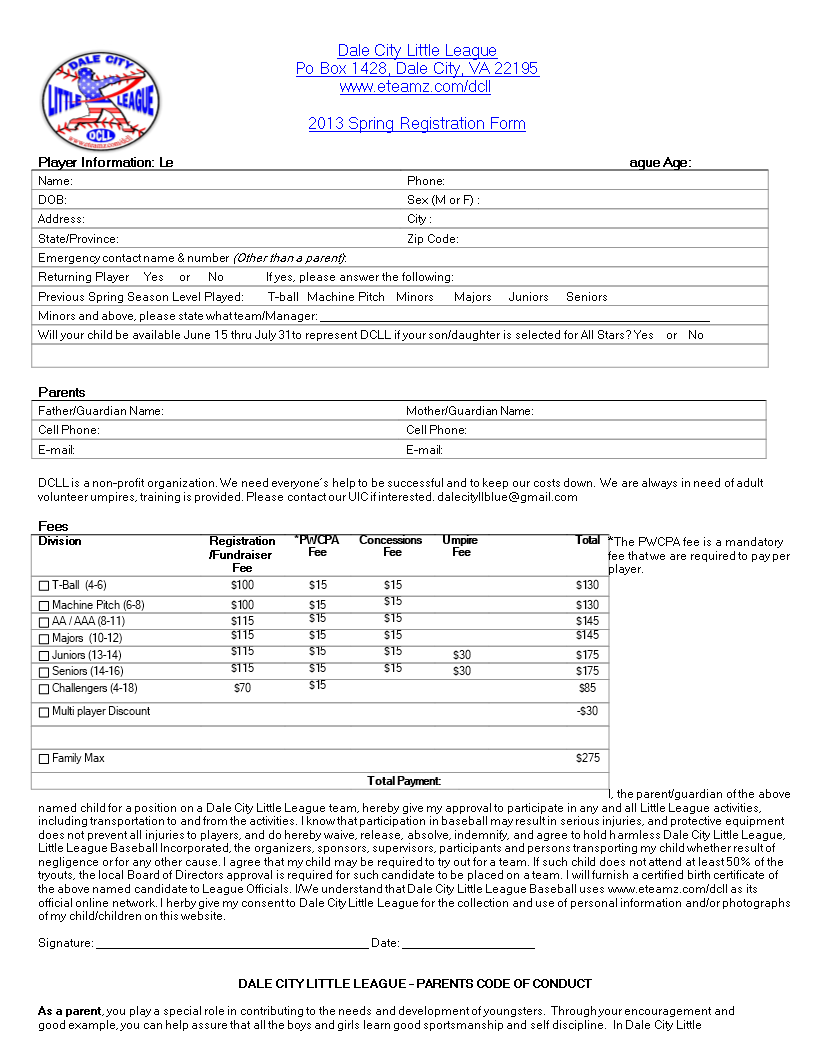 DALE CITY
LITTLE LEAGUE
DCLL
www.eteamz.com/dcll
Dale City Little League
Po Box 1428, Dale City, VA 22195
www.eteamz.com/dcll
2013 Spring Registration Form
Player Information: Le ague Age:
Name: Phone:
DOB: Sex (M or F) :
Address: City :
State/Province: Zip Code:
Emergency contact name & number (Other than a parent):
Returning Player Yes or No If yes, please answer the following:
Previous Spring Season Level Played: T-ball Machine Pitch Minors Majors Juniors Seniors
Minors and above, please state what team/Manager: ____________________
Will your child be available June 15 thru July 31to represent DCLL if your son/daughter is selected for All Stars? Yes or No
Parents
Father/Guardian Name: Mother/Guardian Name:
Cell Phone: Cell Phone:
E-mail: E-mail:
DCLL is a non-profit organization. We need everyone's help to be successful and to keep our costs down. We are always in need of adult
volunteer umpires, training is provided. Please contact our UIC if interested. dalecityllblue@gmail.com
Fees
Division Registration /Fundraiser Fee *PWCPA Fee Concessions Fee Umpire Fee Total
*The PWCPA fee is a mandatory
fee that we are required to pay per
player.
T-Ball (4-6) $100 $15 $15 $130
Machine Pitch (6-8) $100 $15 $15 $130
AA / AAA (8-11) $115 $15 $15 $145
Majors (10-12) $115 $15 $15 $145
Juniors (13-14) $115 $15 $15 $30 $175
Seniors (14-16) $115 $15 $15 $30 $175
Challengers (4-18) $70 $15 $85
Multi player Discount -$30
Family Max $275
Total Payment:
I, the parent/guardian of the above
named child for a position on a Dale City Little League team, hereby give my approval to participate in any and all Little League activities,
including transportation to and from the activities. I know that participation in baseball may result in serious injuries, and protective equipment
does not prevent all injuries to players, and do hereby waive, release, absolve, indemnify, and agree to hold harmless Dale City Little League,
Little League Baseball Incorporated, the organizers, sponsors, supervisors, participants and persons transporting my child whether result of
negligence or for any other cause. I agree that my child may be required to try out for a team. If such child does not attend at least 50% of the
tryouts, the local Board of Directors approval is required for such candidate to be placed on a team. I will furnish a certified birth certificate of
the above named candidate to League Officials. I/We understand that Dale City Little League Baseball uses www.eteamz.com/dcll as its
official online network. I herby give my consent to Dale City Little League for the collection and use of personal information and/or photographs
of my child/children on this website.
Signature: ____________________ Date: ____________________
DALE CITY LITTLE LEAGUE - PARENTS CODE OF CONDUCT
As a parent, you play a special role in contributing to the needs and development of youngsters. Through your encouragement and
good example, you can help assure that all the boys and girls learn good sportsmanship and self discipline. In Dale City Little